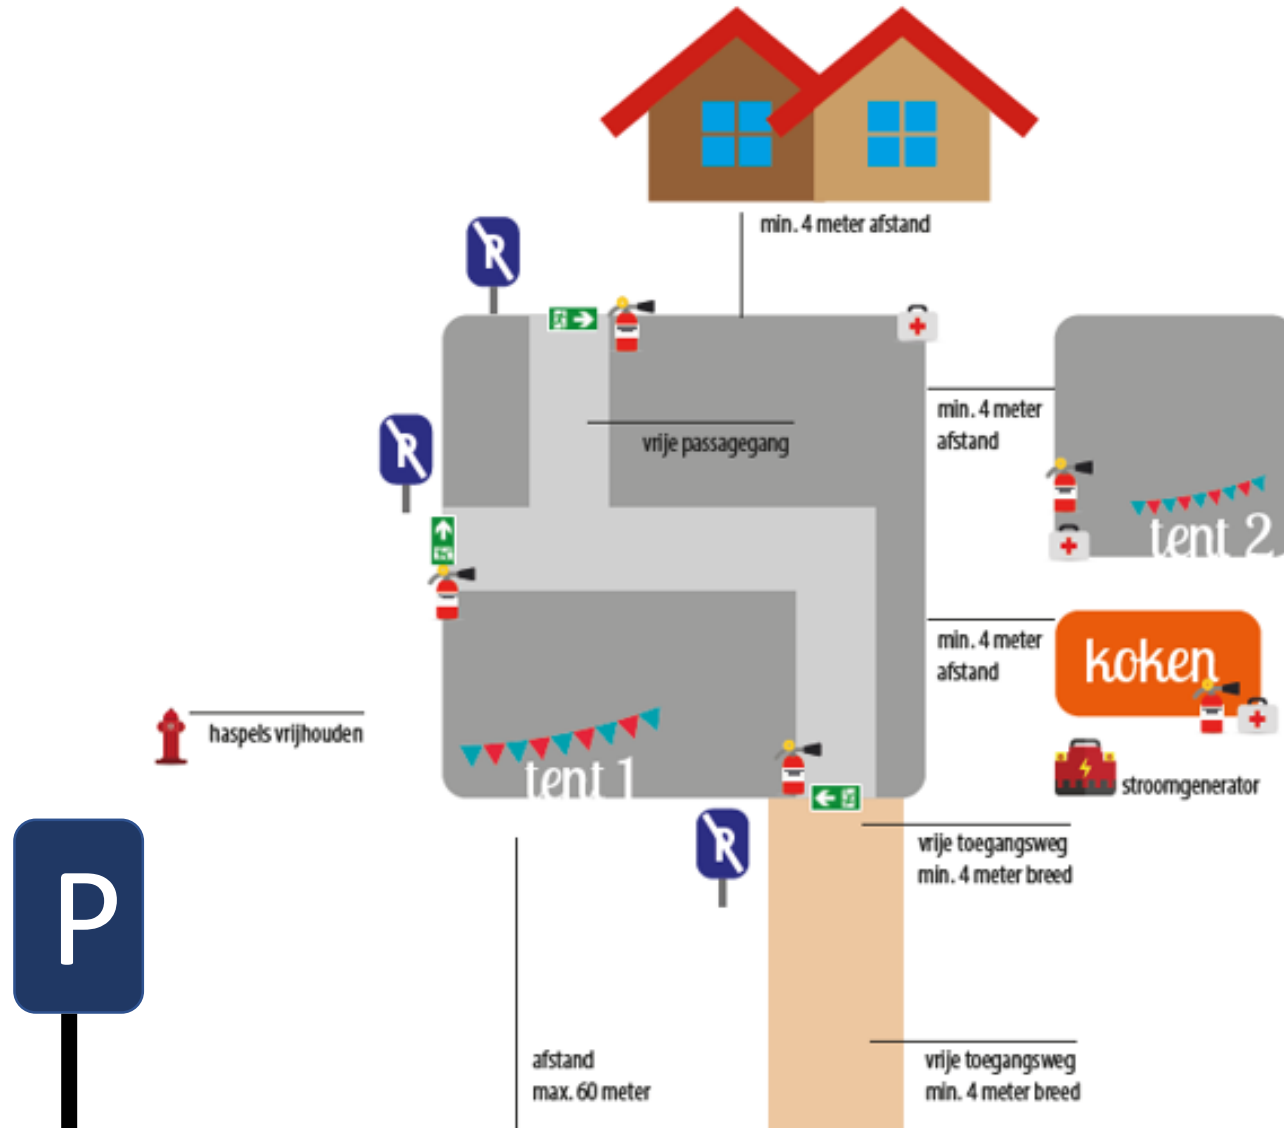 min. 4 meter afstand
R
vrije passagegang
min. 4 meter
afstand
R
tent 2
min. 4 meter
afstand
koken
haspels vrijhouden
tent 1
stroomgenerator
R
vrije toegangsweg
min. 4 meter breed
P
afstand
max. 60 meter
vrije toegangsweg
min. 4 meter breed